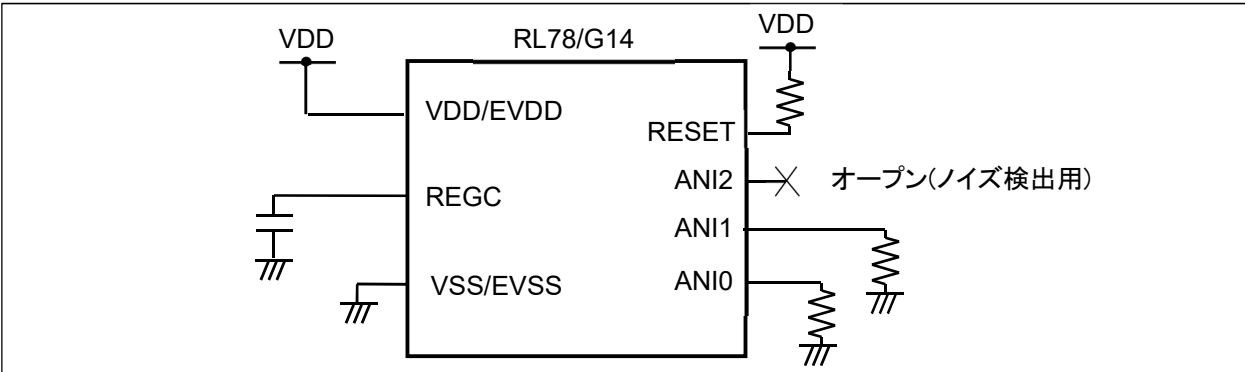 VDD
RL78/G14
VDD
VDD/EVDD
RESET
ANI2
オープン(ノイズ検出用)
REGC
ANI1
VSS/EVSS
ANI0